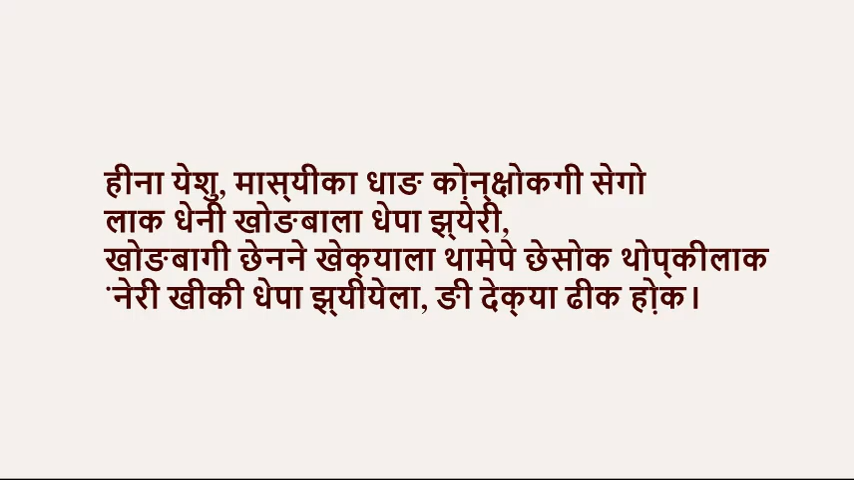 हीना येशु, मास्‌यीका धाङ को़न्‌क्षोकगी सेगो
लाक धेनी खोङबाला धेपा झ्‌येरी,
खोङबागी छेनने खेक्‌याला थामेपे छेसोक थोप्‌कीलाक
˙नेरी खीकी धेपा झ्‌यीयेला, ङी देक्‌या ढीक हो़क।